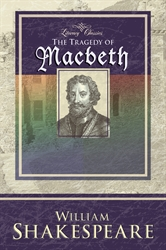 Literary Classics
THE TRAGEDY OF
Macbeth
WILLIAM
SHAKESPEARE